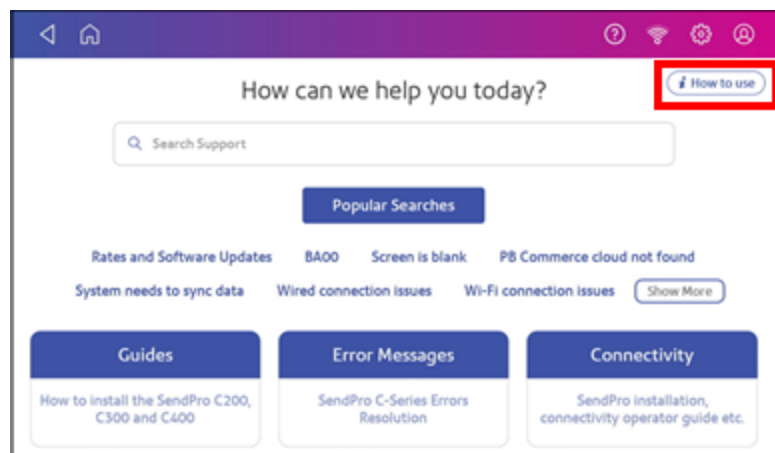 How can we help you today?
i How to use
Search Support
Popular Searches
Rates and Software Updates BA00 Screen is blank PB Commerce cloud not found
System needs to sync data Wired connection issues Wi-Fi connection issues Show More
Guides Error Messages Connectivity
How to install the SendPro C200, SendPro C-Series Errors SendPro installation,
C300 and C400 Resolution connectivity operator guide etc.